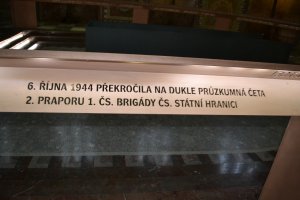 6. ŘÍJNA 1944 PŘEKROČILA NA DUKLE PRŮZKUMNÁ ČETA
2. PRAPORU 1. ČS. BRIGÁDY ČS. STÁTNÍ HRANICI